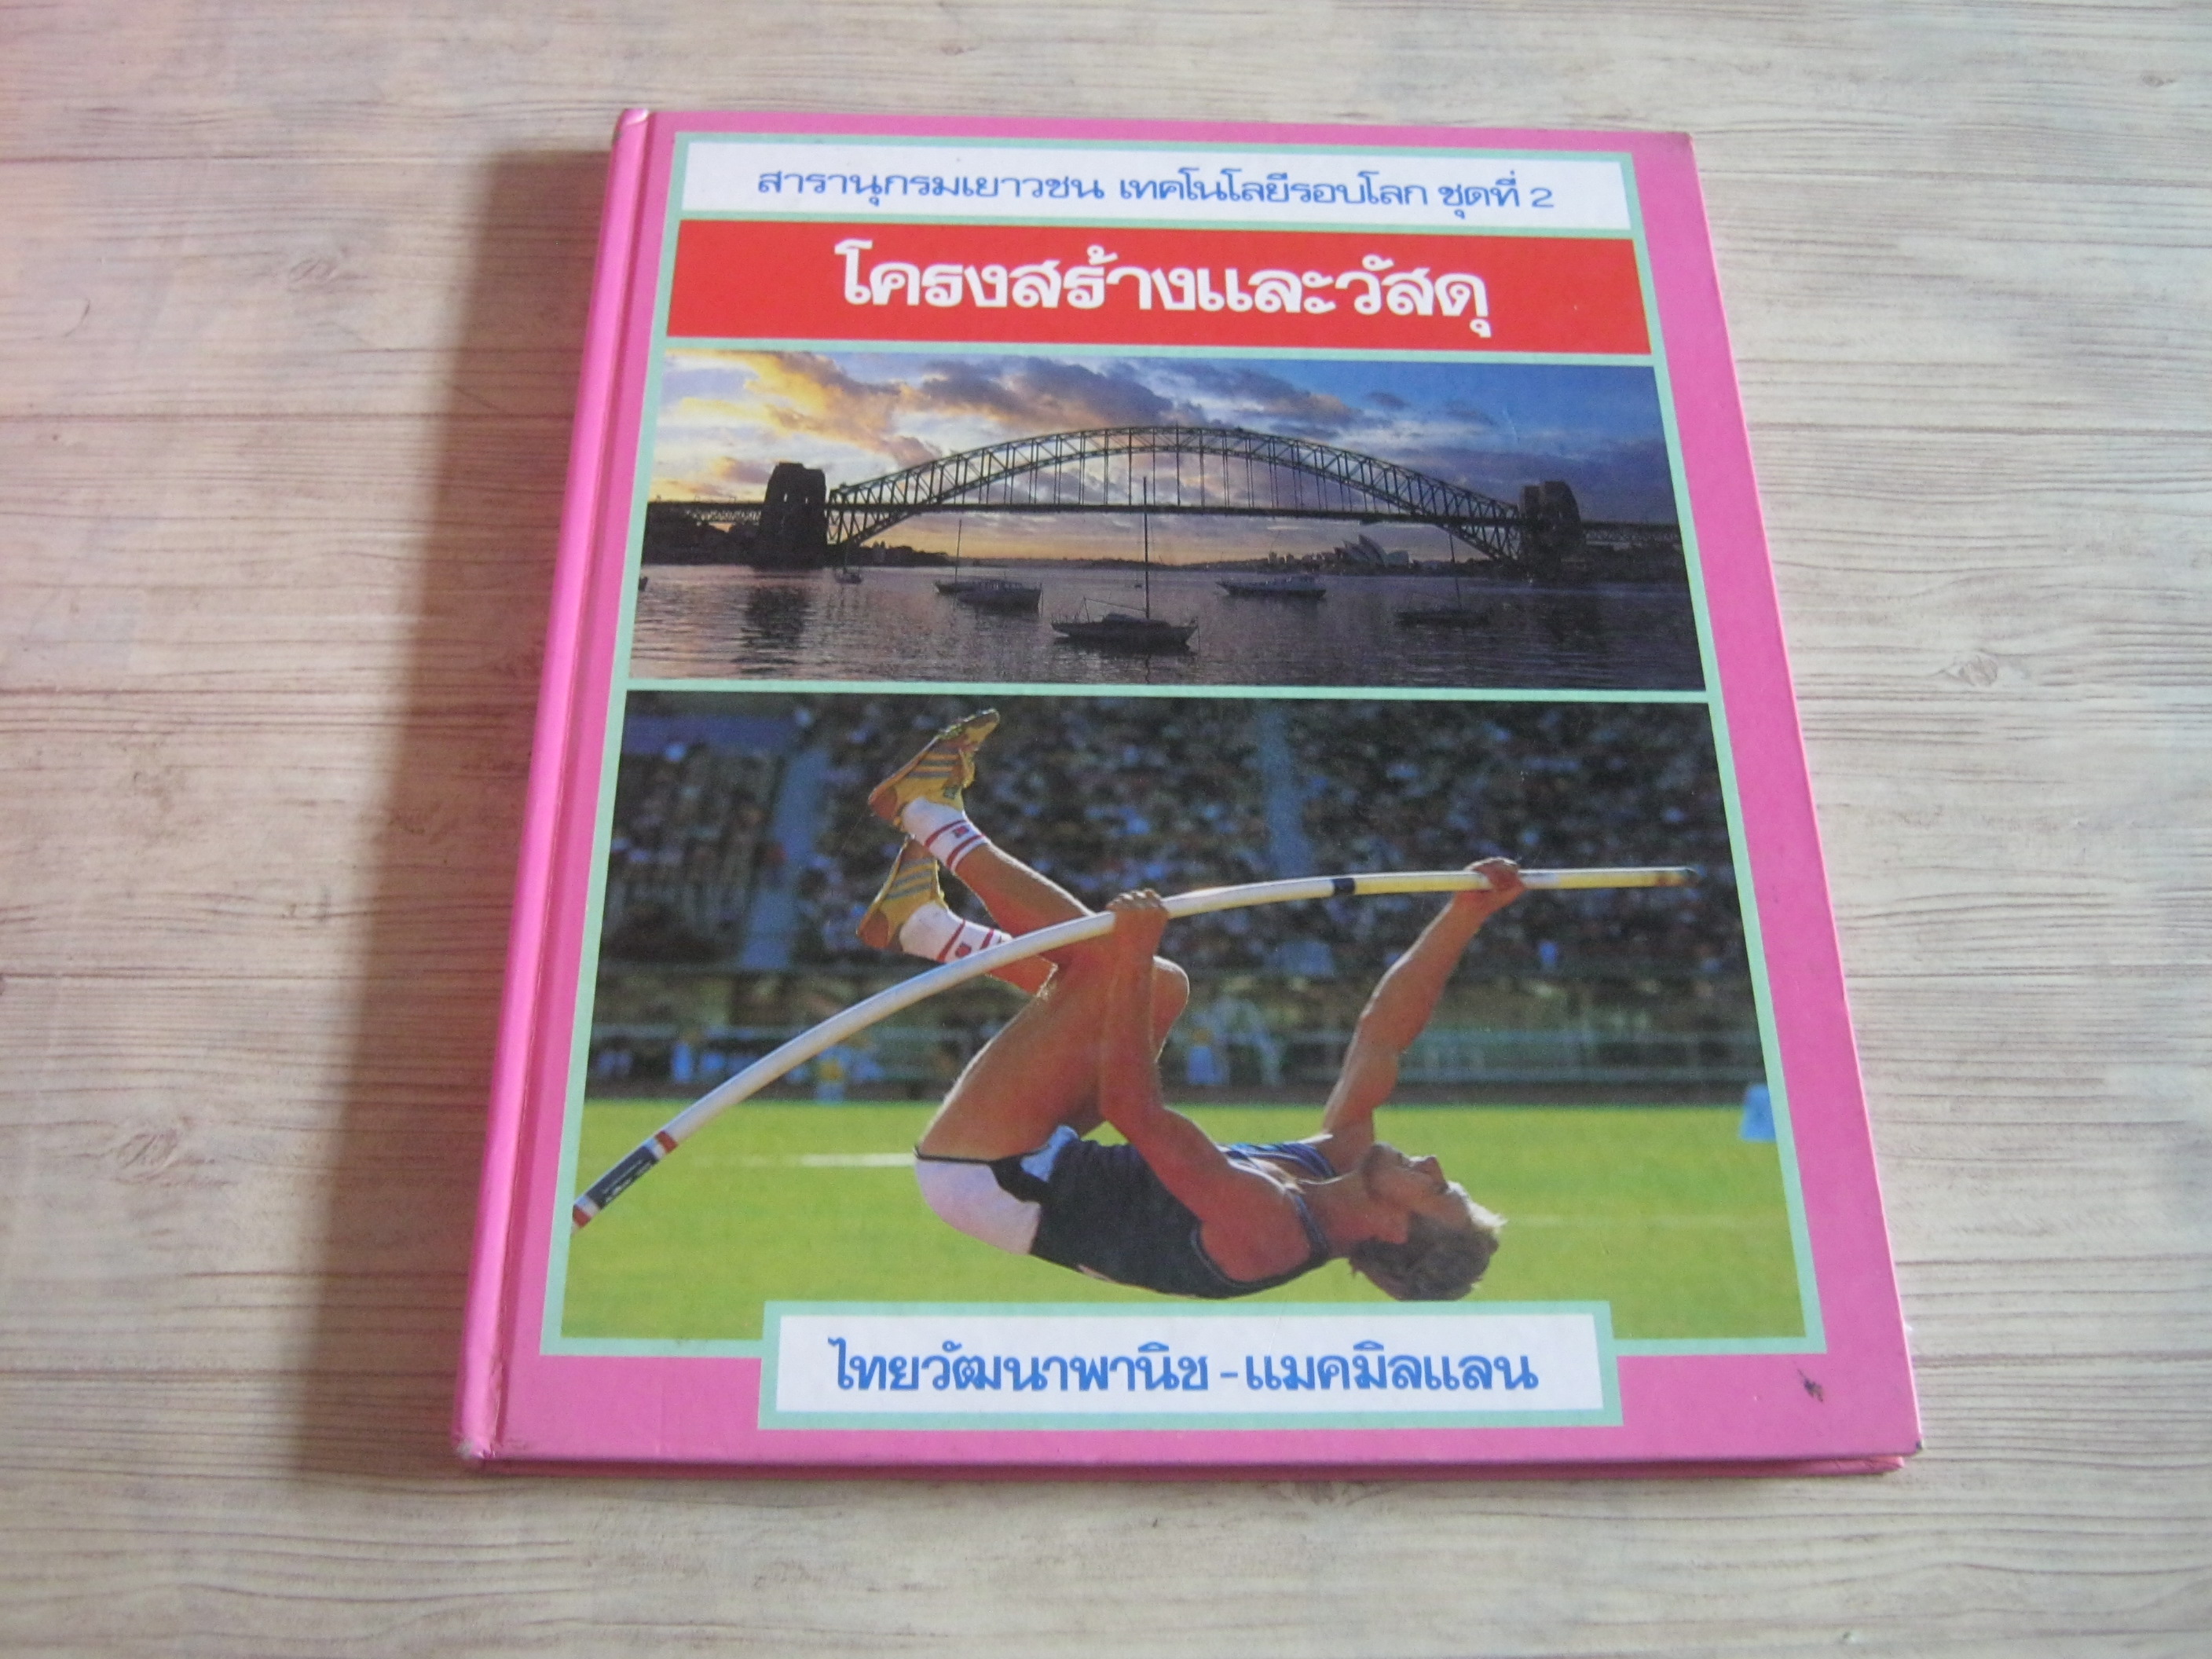 สารานุกรมเยาวชน เทคโนโลยีรอบโลก ชุดที่ 2
โครงสร้างและวัสดุ
ไทยวัฒนาพานิช - แมคมิลแลน